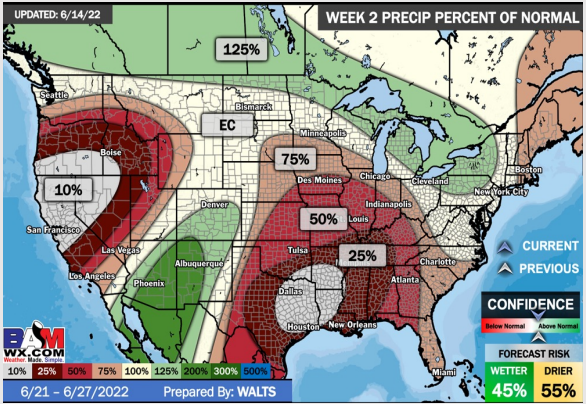 UPDATED: 6/14/22
WEEK 2 PRECIP PERCENT OF NORMAL
125%
Seattle
Bismarck
EC
Minneapolis
Boise
75%
Boston
Chicago
Cleveland
Des Moines
New York City
10%
Denver
Indianapolis
50%
Louis
San Francisco
CURRENT
Las Vegas
Tulsa
25%
PREVIOUS
Albuquerque
Charlotte
Los Angeles
Atlanta
Phoenix
Dallas
CONFIDENCE
Below Normal
Above Normal
Houston
New Orleans
BAM
WX.COM
Weather. Made. Simple.
FORECAST RISK
WETTER
DRIER
Miami
10% 25% 50% 75% 100% 125% 200% 300% 500%
45%
55%
6/21 – 6/27/2022
Prepared By: WALTS